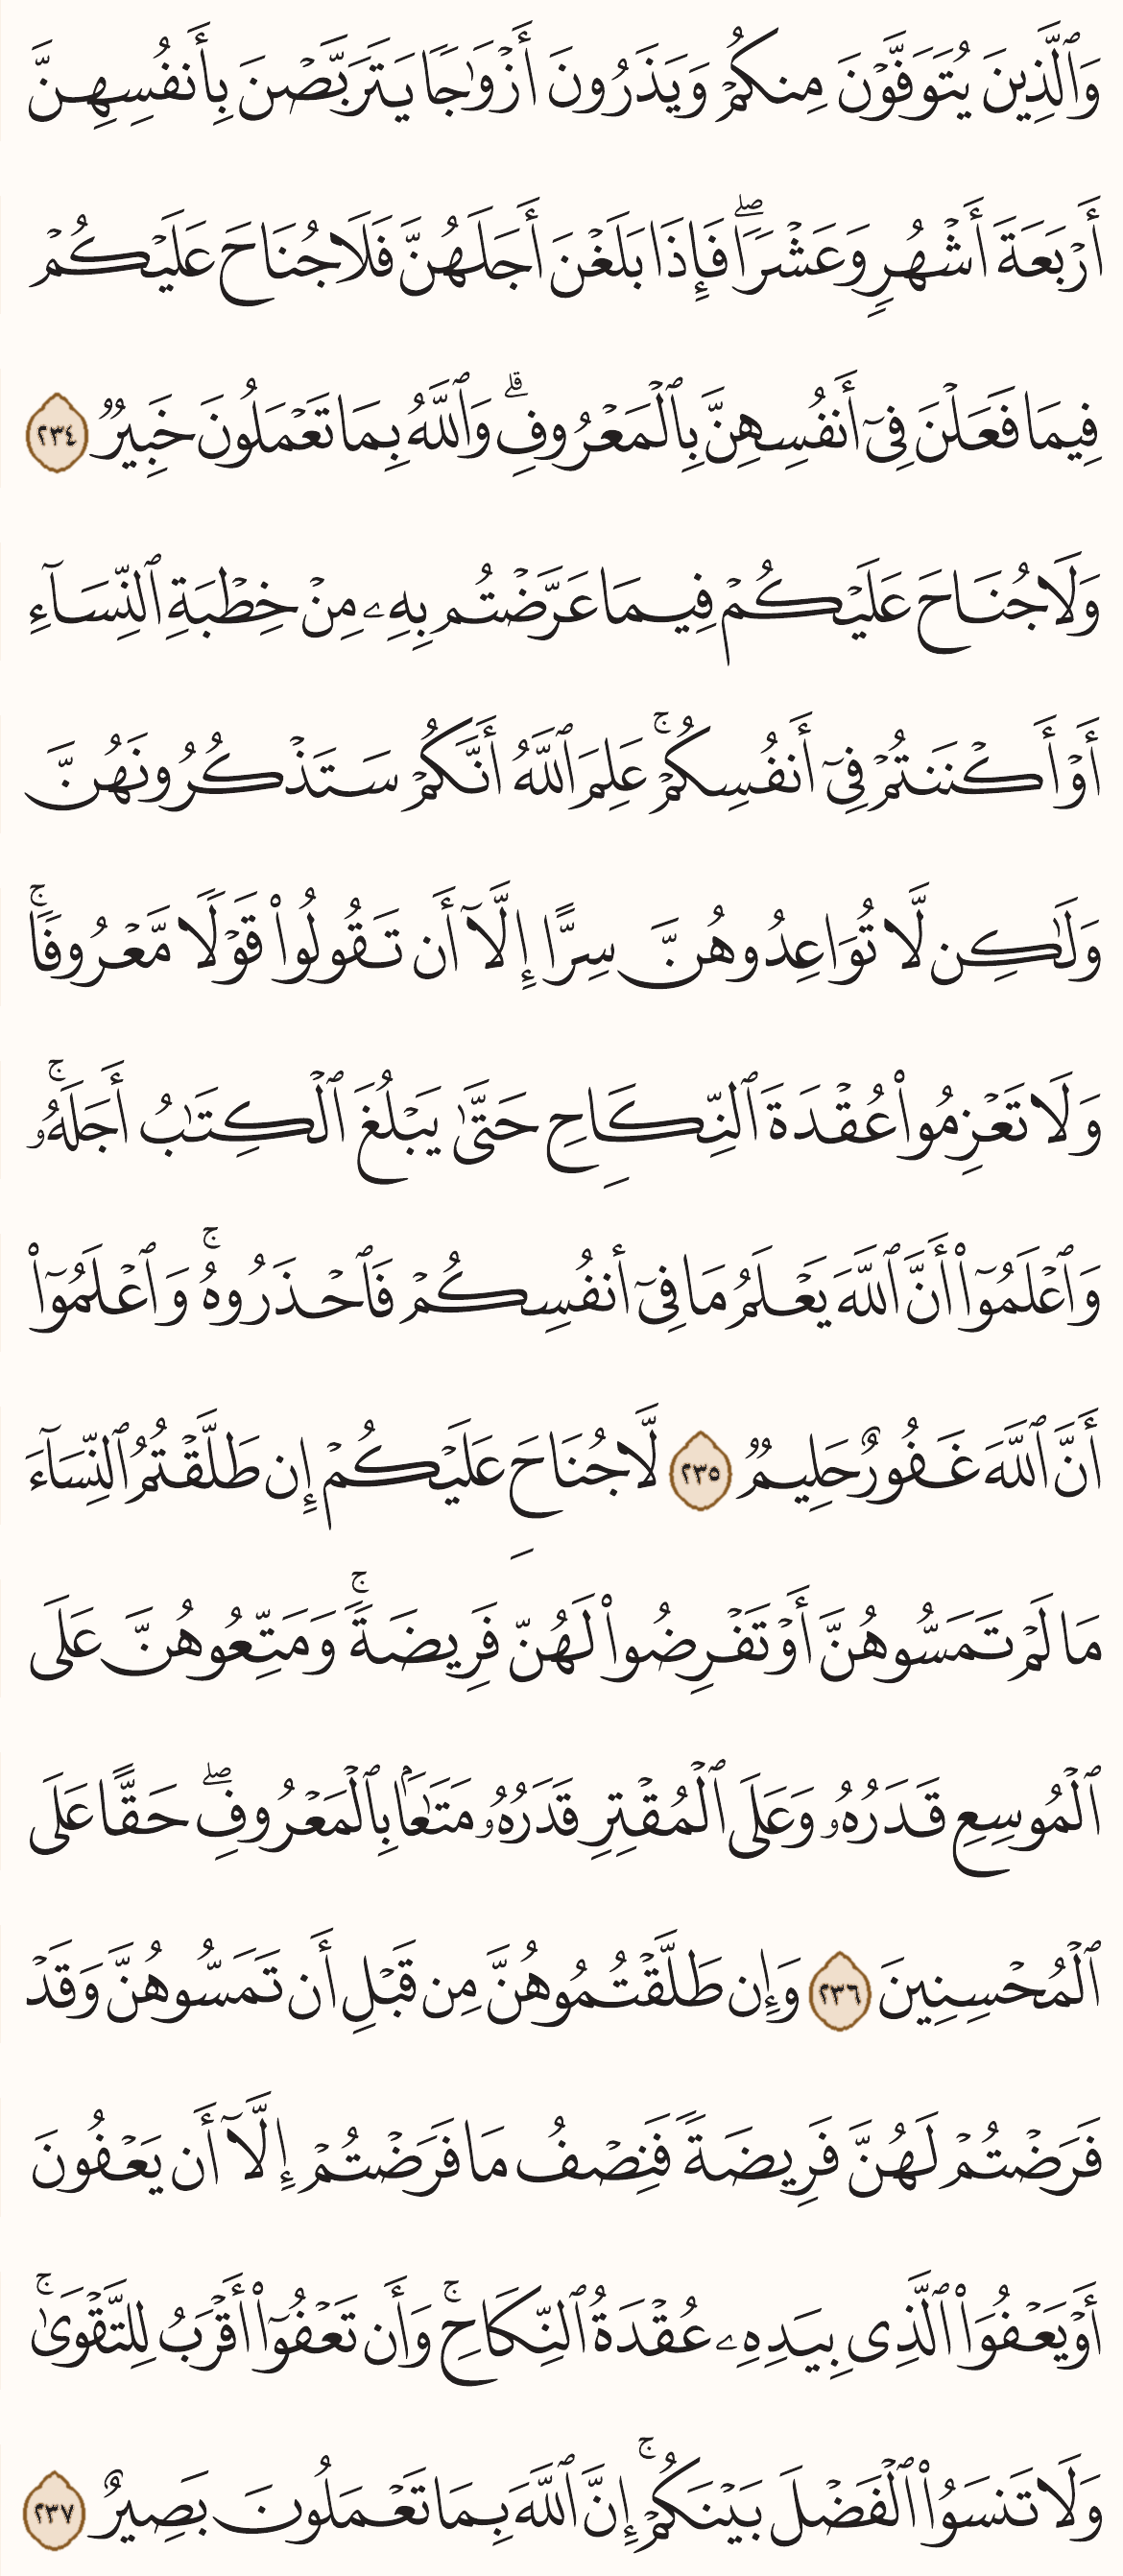 وَٱلَّذِينَ يُتَوَفَّوۡنَ مِنكُمۡ وَيَذَرُونَ أَزۡوَٰجٗا يَتَرَبَّصۡنَ بِأَنفُسِهِنَّ
أَرۡبَعَةَ أَشۡهُرٖ وَعَشۡرٗاۖ فَإِذَا بَلَغۡنَ أَجَلَهُنَّ فَلَا جُنَاحَ عَلَيۡكُمۡ
فِيمَا فَعَلۡنَ فِيٓ أَنفُسِهِنَّ بِٱلۡمَعۡرُوفِۗ وَٱللَّهُ بِمَا تَعۡمَلُونَ خَبِيرٞ ٢٣٤
وَلَا جُنَاحَ عَلَيۡكُمۡ فِيمَا عَرَّضۡتُم بِهِۦ مِنۡ خِطۡبَةِ ٱلنِّسَآءِ
أَوۡ أَكۡنَنتُمۡ فِيٓ أَنفُسِكُمۡۚ عَلِمَ ٱللَّهُ أَنَّكُمۡ سَتَذۡكُرُونَهُنَّ
وَلَٰكِن لَّا تُوَاعِدُوهُنَّ سِرًّا إِلَّآ أَن تَقُولُواْ قَوۡلٗا مَّعۡرُوفٗاۚ
وَلَا تَعۡزِمُواْ عُقۡدَةَ ٱلنِّكَاحِ حَتَّىٰ يَبۡلُغَ ٱلۡكِتَٰبُ أَجَلَهُۥۚ
وَٱعۡلَمُوٓاْ أَنَّ ٱللَّهَ يَعۡلَمُ مَا فِيٓ أَنفُسِكُمۡ فَٱحۡذَرُوهُۚ وَٱعۡلَمُوٓاْ
أَنَّ ٱللَّهَ غَفُورٌ حَلِيمٞ ٢٣٥ لَّا جُنَاحَ عَلَيۡكُمۡ إِن طَلَّقۡتُمُ ٱلنِّسَآءَ
مَا لَمۡ تَمَسُّوهُنَّ أَوۡ تَفۡرِضُواْ لَهُنَّ فَرِيضَةٗۚ وَمَتِّعُوهُنَّ عَلَى
ٱلۡمُوسِعِ قَدَرُهُۥ وَعَلَى ٱلۡمُقۡتِرِ قَدَرُهُۥ مَتَٰعَۢا بِٱلۡمَعۡرُوفِۖ حَقًّا عَلَى
ٱلۡمُحۡسِنِينَ ٢٣٦ وَإِن طَلَّقۡتُمُوهُنَّ مِن قَبۡلِ أَن تَمَسُّوهُنَّ وَقَدۡ
فَرَضۡتُمۡ لَهُنَّ فَرِيضَةٗ فَنِصۡفُ مَا فَرَضۡتُمۡ إِلَّآ أَن يَعۡفُونَ
أَوۡ يَعۡفُوَاْ ٱلَّذِي بِيَدِهِۦ عُقۡدَةُ ٱلنِّكَاحِۚ وَأَن تَعۡفُوٓاْ أَقۡرَبُ لِلتَّقۡوَىٰۚ
وَلَا تَنسَوُاْ ٱلۡفَضۡلَ بَيۡنَكُمۡۚ إِنَّ ٱللَّهَ بِمَا تَعۡمَلُونَ بَصِيرٌ ٢٣٧